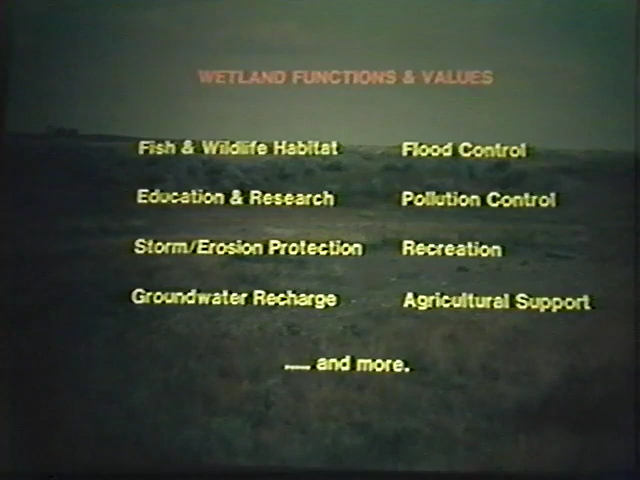 WETLAND FUNCTIONS & VALUES
Fish & Wildlife Habitat Flood Control
Education & Research Pollution Control
Storm/Erosion Protection Recreation
Groundwater Recharge Agricultural Support
..... and more.